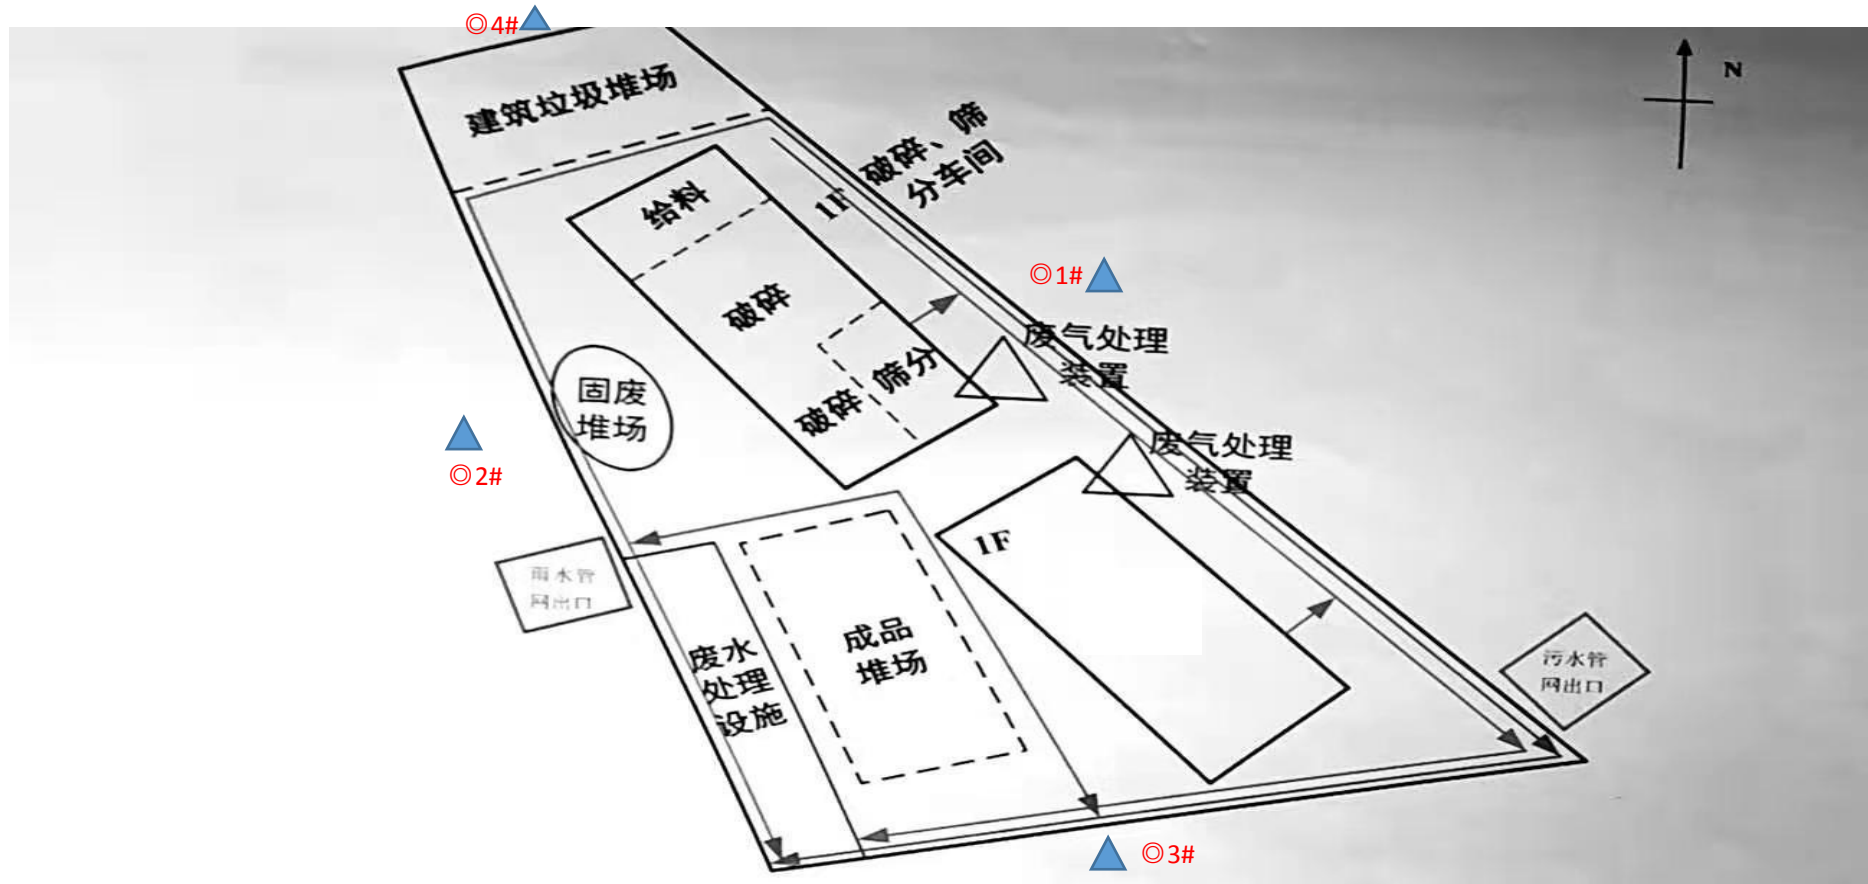 ◎4#
N
建筑垃圾堆场
破碎、筛
分车间
给料
1F
◎1#
破碎
废气处理
装置
筛分
破碎
固废
堆场
◎2#
废气处理
装置
1F
雨水管
网出口
成品
堆场
废水
处理
设施
污水管
网出口
◎3#